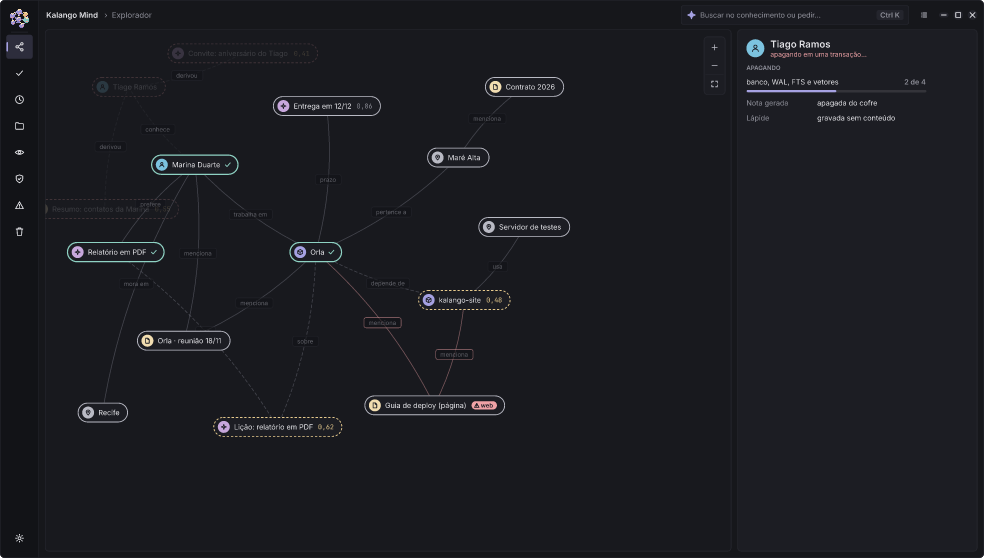 Kalango Mind › Explorador
Buscar no conhecimento ou pedir... Ctrl K
Convite: aniversário do Tiago 0,41
derivou
Tiago Ramos
Entrega em 12/12 0,86
Contrato 2026
menciona
conhece
derivou
Marina Duarte
Maré Alta
prazo
prefere
Resumo: contatos da Marina
trabalha em
pertence a
Servidor de testes
Relatório em PDF
menciona
Orla
usa
mora em
depende de
kalango-site 0,48
menciona
menciona
Orla · reunião 18/11
sobre
menciona
Recife
Guia de deploy (página) web
Lição: relatório em PDF 0,62
Tiago Ramos
apagando em uma transação...
APAGANDO
banco, WAL, FTS e vetores 2 de 4
Nota gerada apagada do cofre
Lápide gravada sem conteúdo